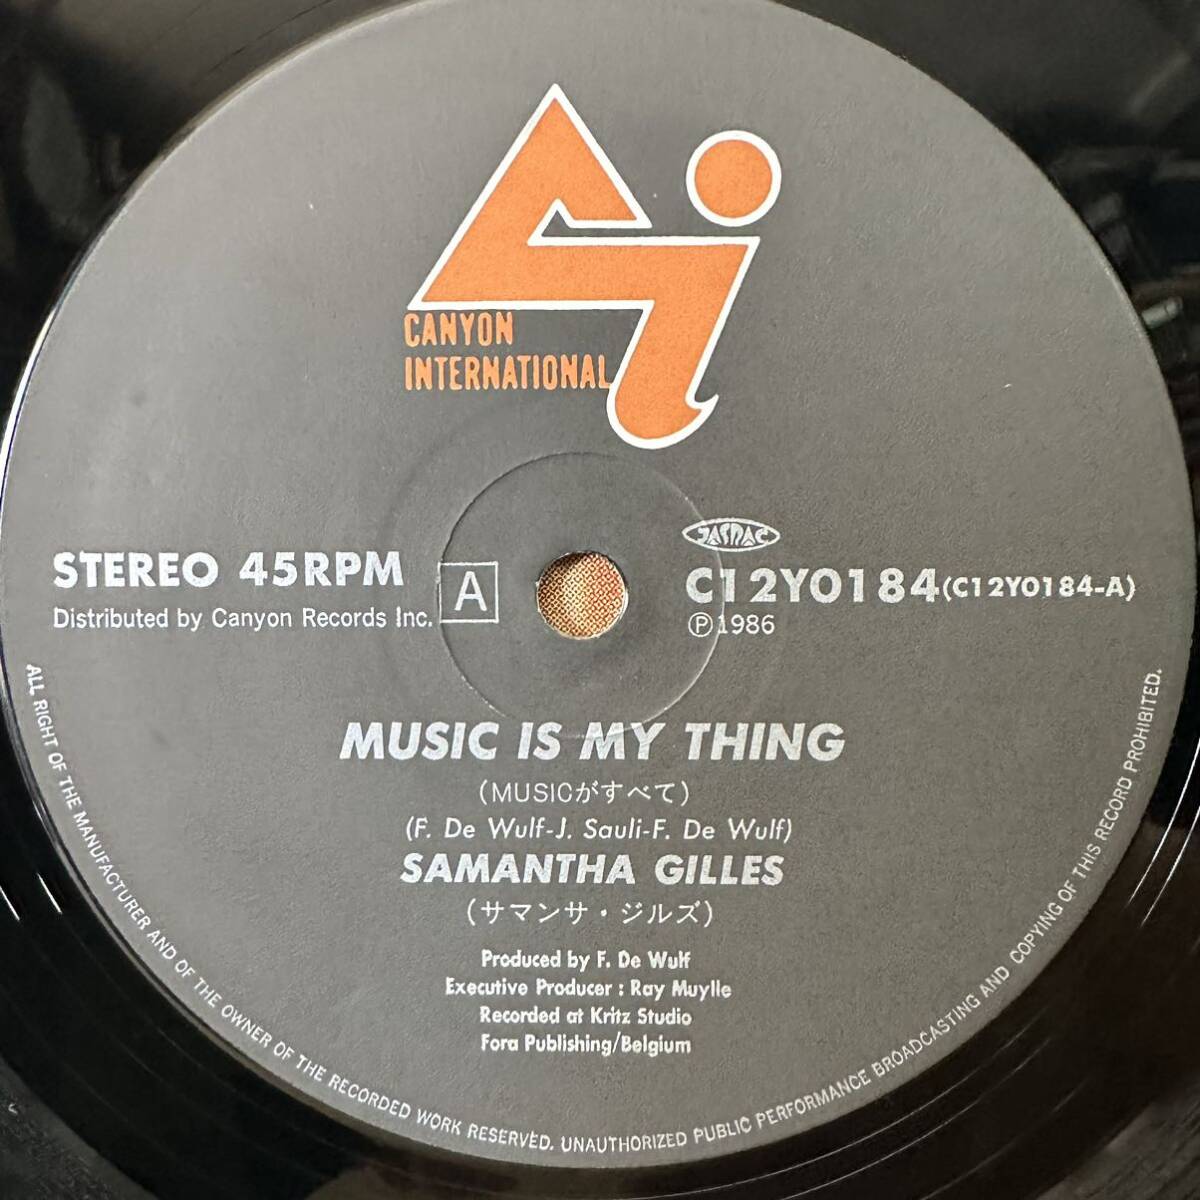 CANYON
INTERNATIONAL
JASRAC
STEREO 45RPM
Distributed by Canyon Records Inc.
A
C12Y0184(C12Y0184-A)
Ⓟ1986
MUSIC IS MY THING
(MUSICがすべて)
(F. De Wulf-J. Sauli-F. De Wulf)
SAMANTHA GILLES
(サマンサ・ジルズ)
Produced by F. De Wulf
Executive Producer : Ray Muylle
Recorded at Kritz Studio
Fora Publishing/Belgium
ALL RIGHT OF THE MANUFACTURER AND OF THE OWNER OF THE RECORDED WORK RESERVED. UNAUTHORIZED PUBLIC PERFORMANCE BROADCASTING AND COPYING OF THIS RECORD PROHIBITED.